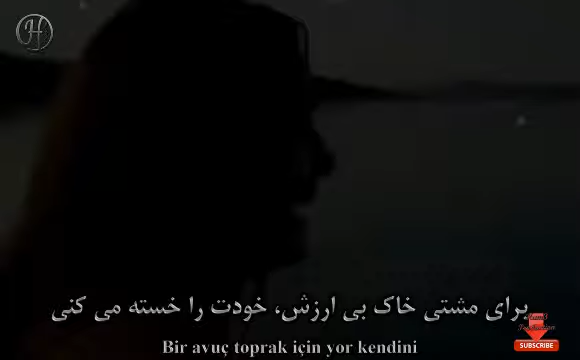 برای مشتی خاک بی ارزش، خودت را خسته می کنی
SUBSCRIBE
Bir avuç toprak için yor kendini